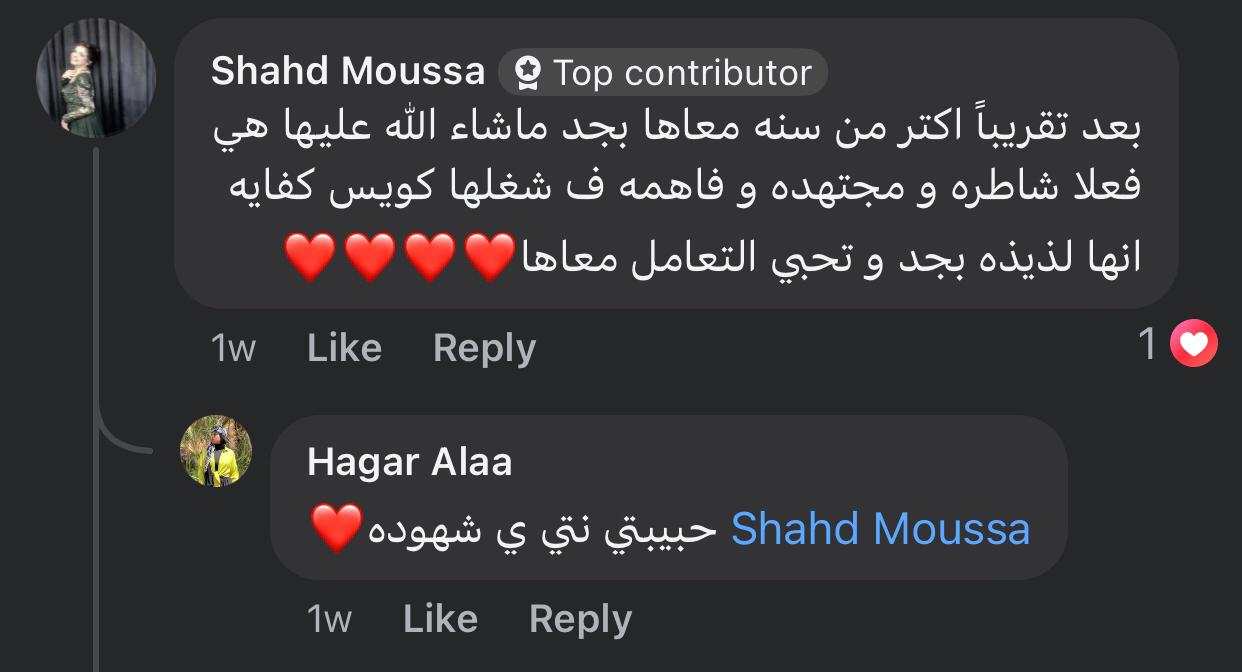 Shahd Moussa Top contributor
بعد تقريباً اكتر من سنه معاها بجد ماشاء الله عليها هي
فعلا شاطره و مجتهده و فاهمه ف شغلها كويس كفايه
انها لذيذه بجد و تحبي التعامل معاها❤️❤️❤️❤️
1w Like Reply 1
Hagar Alaa
Shahd Moussa حبيبتي نتي ي شهوده❤️
1w Like Reply